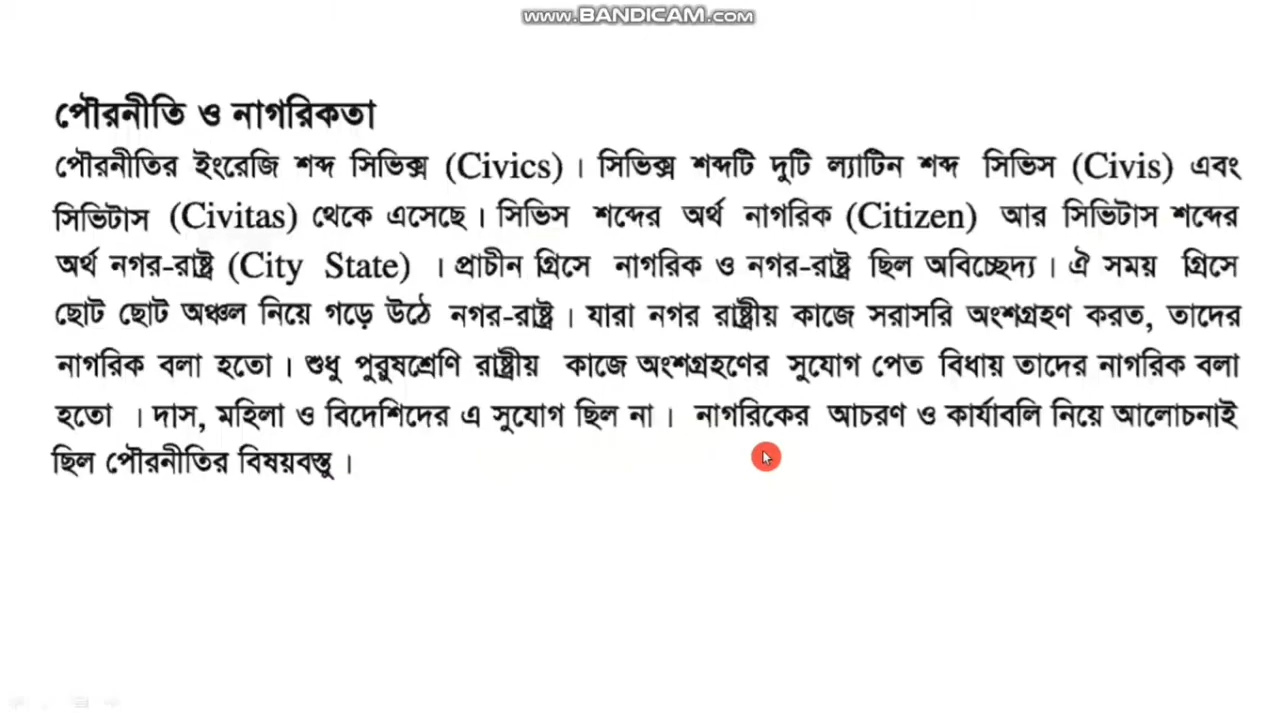 www.BANDICAM.com
পৌরনীতি ও নাগরিকতা
পৌরনীতির ইংরেজি শব্দ সিভিক্স (Civics) । সিভিক্স শব্দটি দুটি ল্যাটিন শব্দ সিভিস (Civis) এবং
সিভিটাস (Civitas) থেকে এসেছে । সিভিস শব্দের অর্থ নাগরিক (Citizen) আর সিভিটাস শব্দের
অর্থ নগর-রাষ্ট্র (City State) । প্রাচীন গ্রিসে নাগরিক ও নগর-রাষ্ট্র ছিল অবিচ্ছেদ্য । ঐ সময় গ্রিসে
ছোট ছোট অঞ্চল নিয়ে গড়ে উঠে নগর-রাষ্ট্র । যারা নগর রাষ্ট্রীয় কাজে সরাসরি অংশগ্রহণ করত, তাদের
নাগরিক বলা হতো । শুধু পুরুষশ্রেণি রাষ্ট্রীয় কাজে অংশগ্রহণের সুযোগ পেত বিধায় তাদের নাগরিক বলা
হতো । দাস, মহিলা ও বিদেশিদের এ সুযোগ ছিল না । নাগরিকের আচরণ ও কার্যাবলি নিয়ে আলোচনাই
ছিল পৌরনীতির বিষয়বস্তু ।